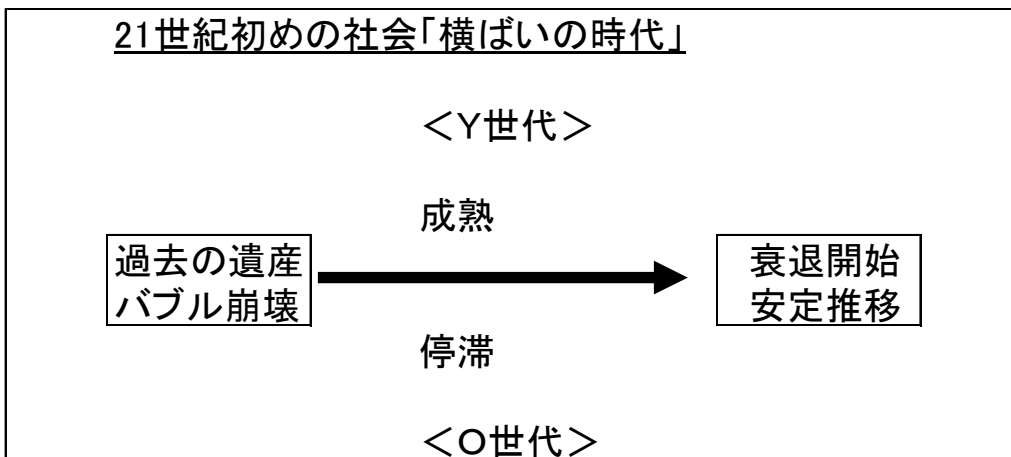 21世紀初めの社会「横ばいの時代」
＜Y世代＞
成熟
過去の遺産
バブル崩壊
衰退開始
安定推移
停滞
＜O世代＞